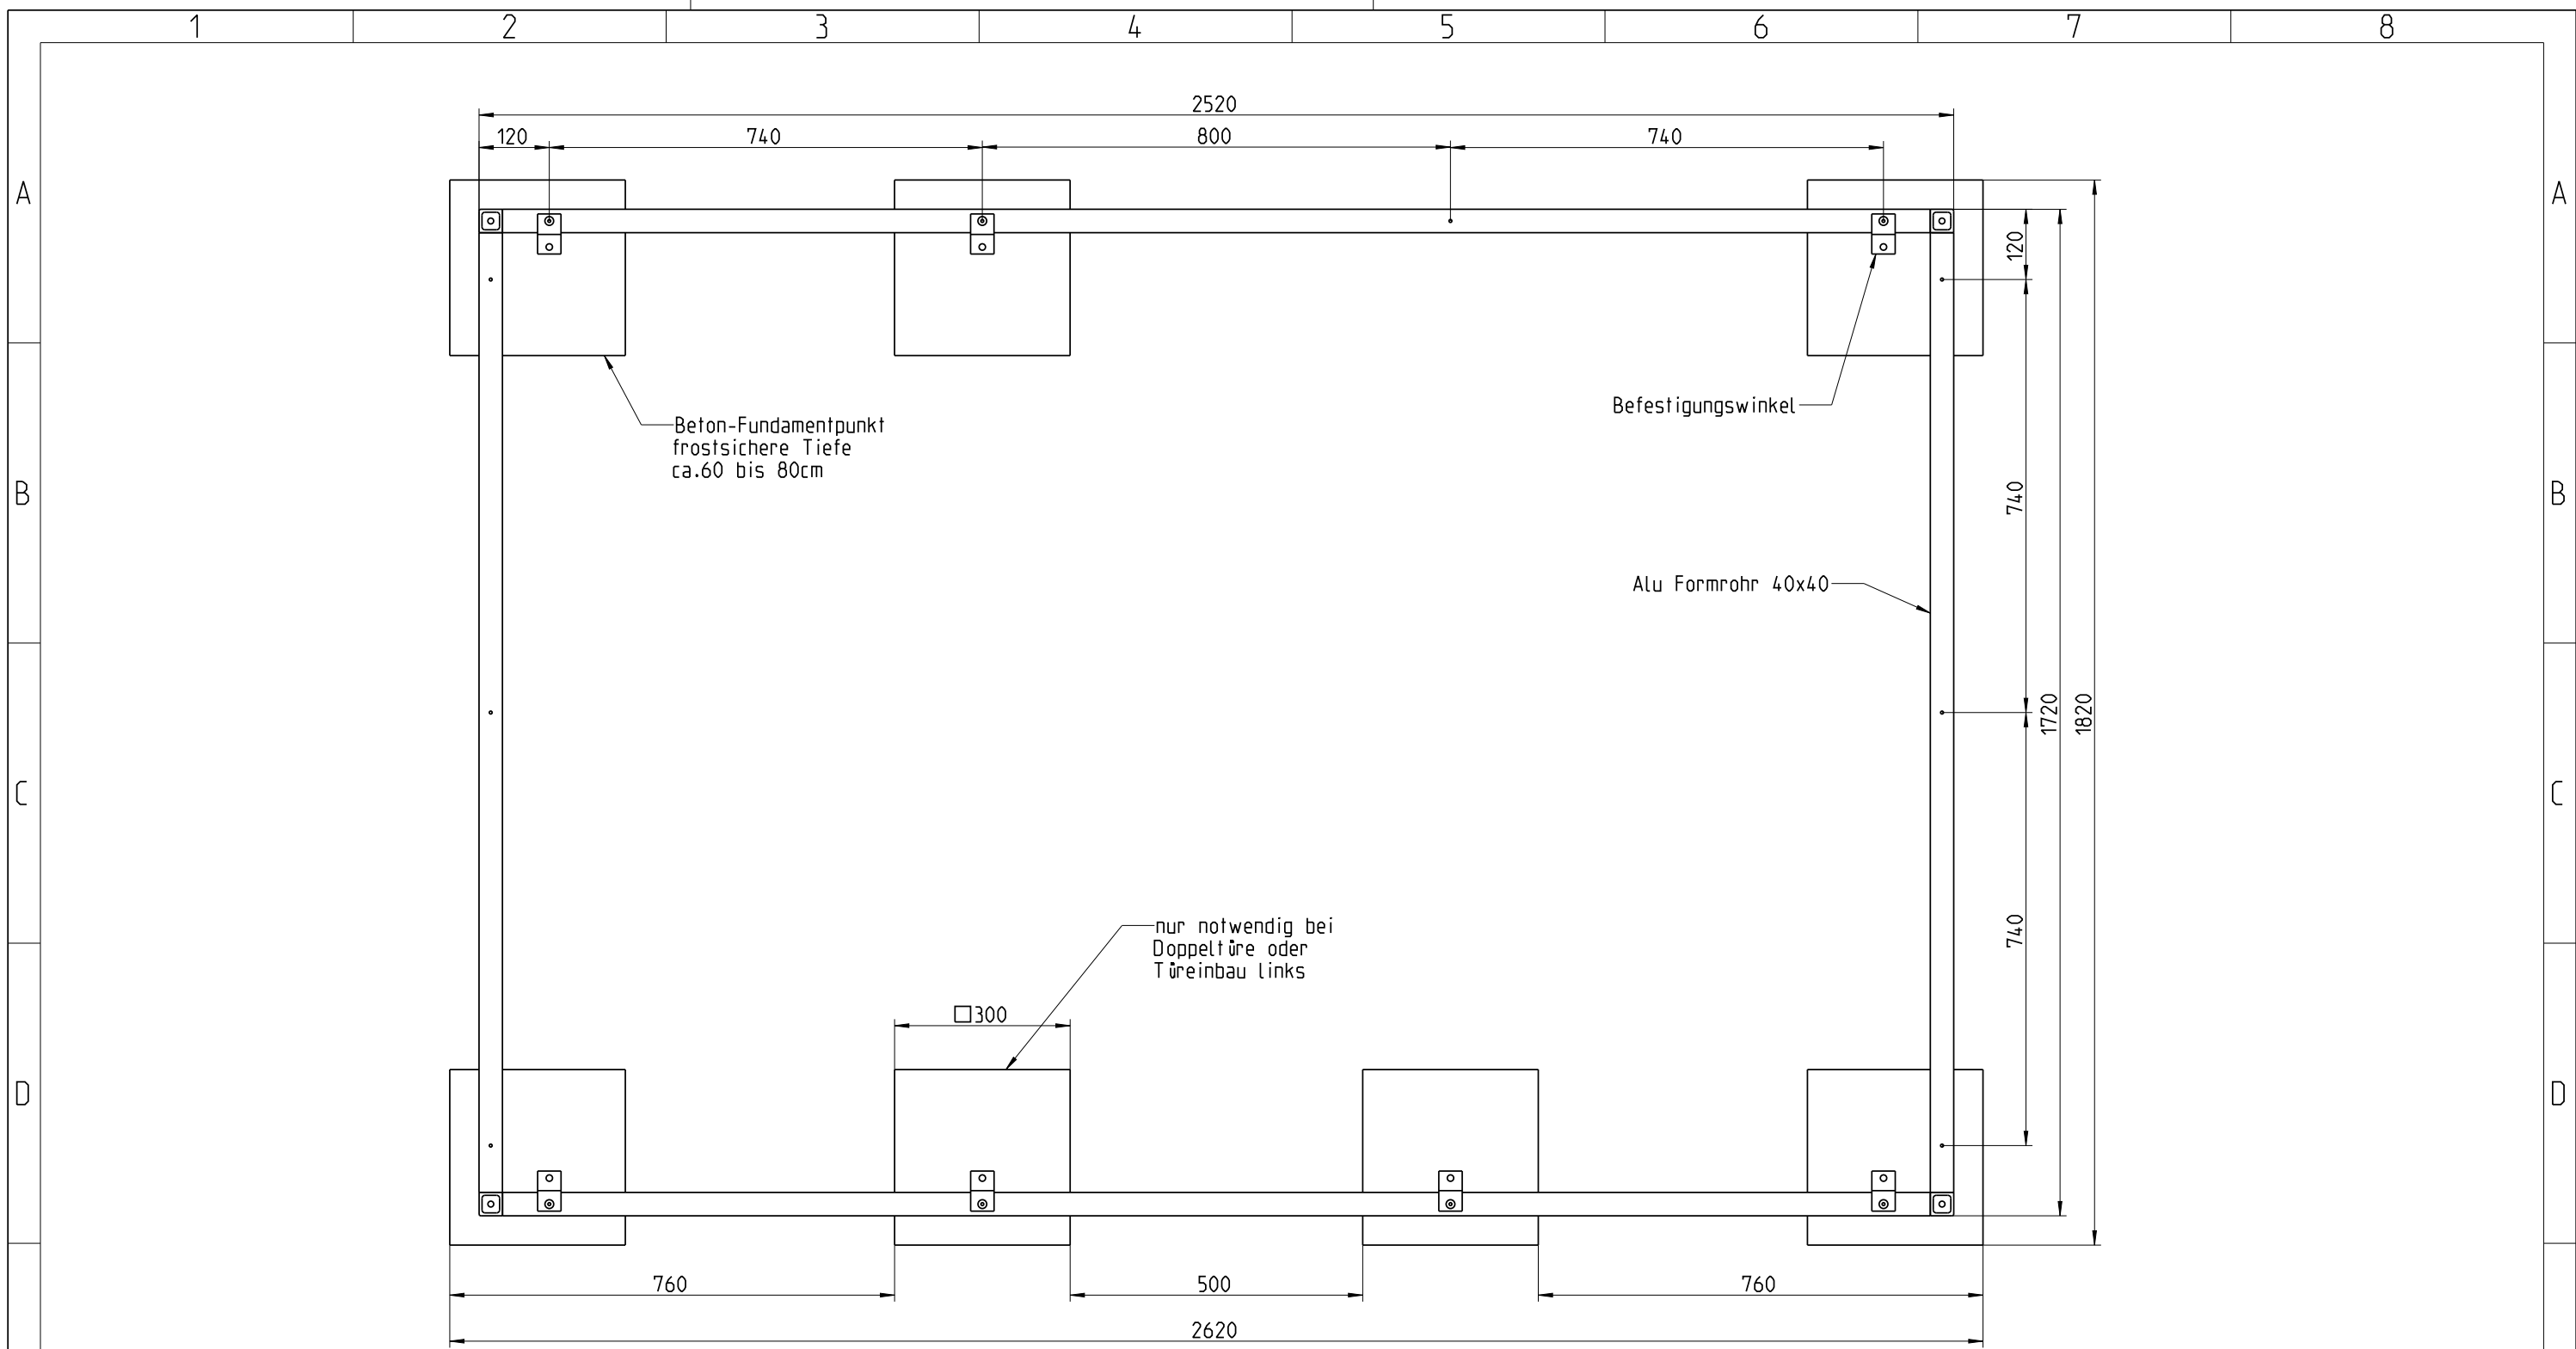 1 2 3 4 5 6 7 8
2520
120 740 800 740
A A
120
Beton-Fundamentpunkt
frostsichere Tiefe
ca.60 bis 80cm
Befestigungswinkel
B B
740
Alu Formrohr 40x40
1720 1820
C C
nur notwendig bei
Doppeltüre oder
Türeinbau links
740
□300
D D
760 500 760
2620